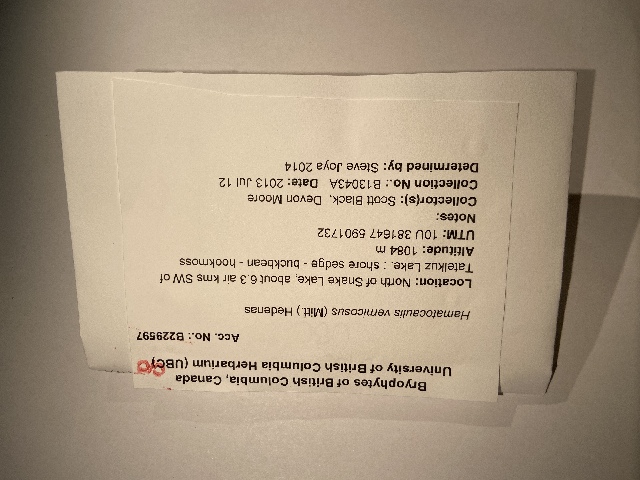 Bryophytes of British Columbia, Canada
University of British Columbia Herbarium (UBC)
Acc. No.: B2299597
Hamatocaulis vernicosus (Mitt.) Hedenas
Location: North of Snake Lake, about 6.3 air kms SW of
Tatelkuz Lake. : shore sedge - buckbean - hookmoss
Altitude: 1084 m
UTM: 10U 381647 5901732
Notes:
Collector(s): Scott Black, Devon Moore
Collection No.: B13043A Date: 2013 Jul 12
Determined by: Steve Joya 2014